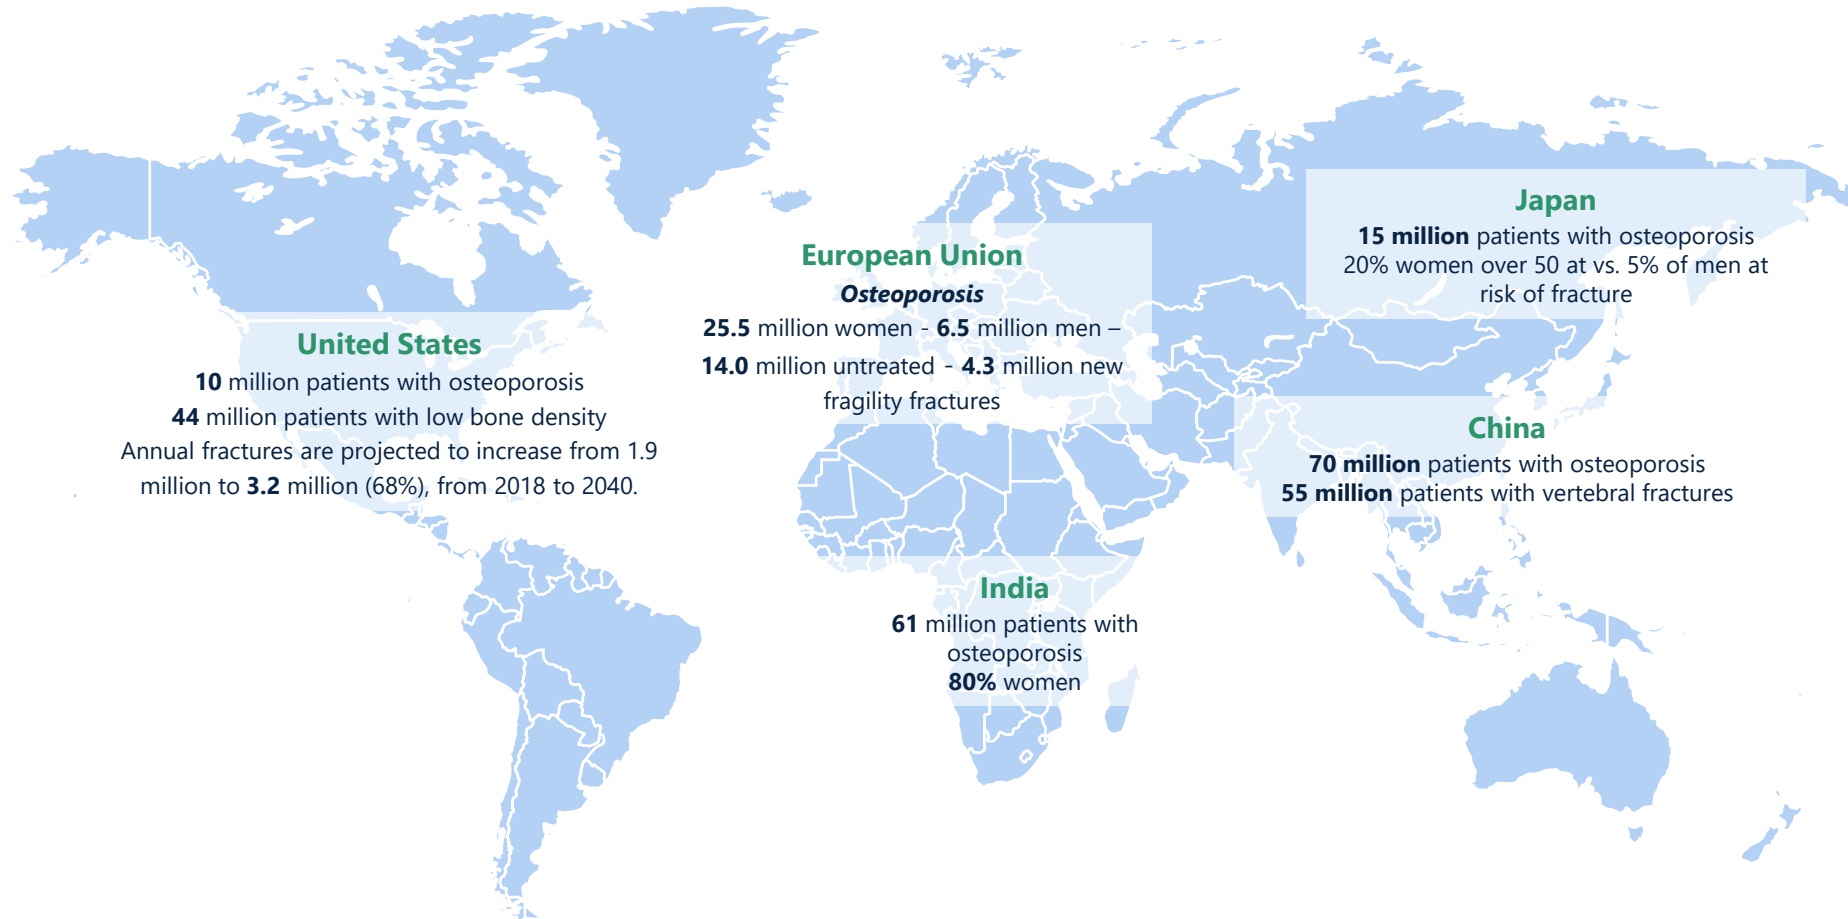 United States
10 million patients with osteoporosis
44 million patients with low bone density
Annual fractures are projected to increase from 1.9
million to 3.2 million (68%), from 2018 to 2040.
European Union
Osteoporosis
25.5 million women - 6.5 million men –
14.0 million untreated - 4.3 million new
fragility fractures
Japan
15 million patients with osteoporosis
20% women over 50 at vs. 5% of men at
risk of fracture
China
70 million patients with osteoporosis
55 million patients with vertebral fractures
India
61 million patients with
osteoporosis
80% women